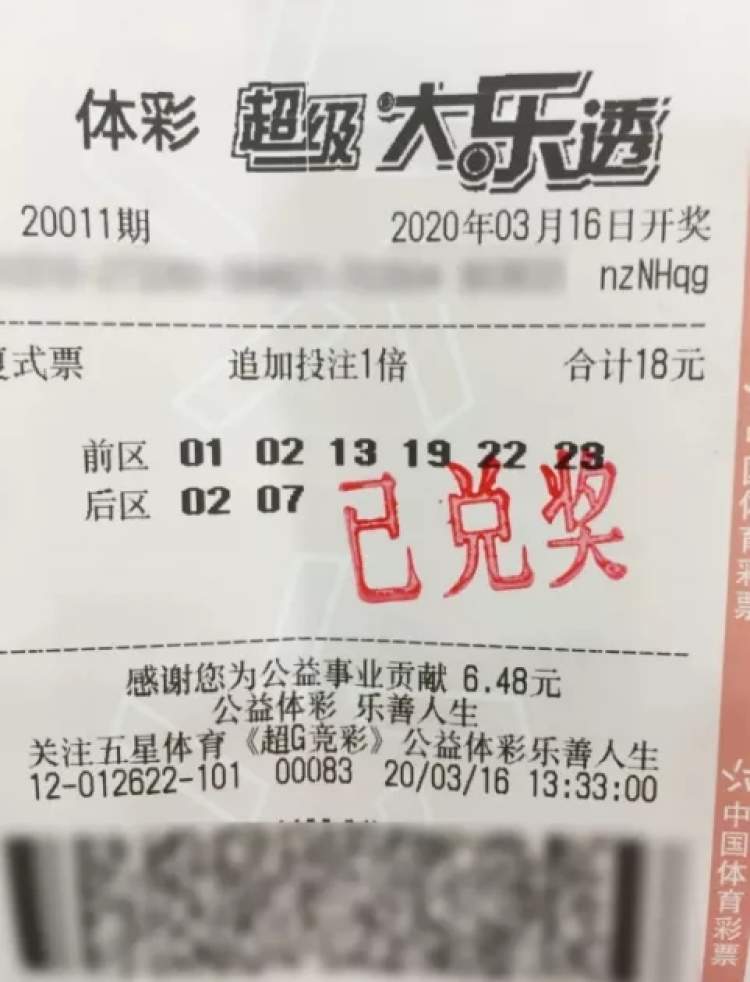 体彩 超级大乐透
20011期 2020年03月16日开奖
nzNHqg
复式票 追加投注1倍 合计18元
前区 01 02 13 19 22 23
后区 02 07
已兑奖
感谢您为公益事业贡献 6.48元
公益体彩 乐善人生
关注五星体育《超G竞彩》公益体彩乐善人生
12-012622-101 00083 20/03/16 13:33:00
中国体育彩票
中国体育彩票